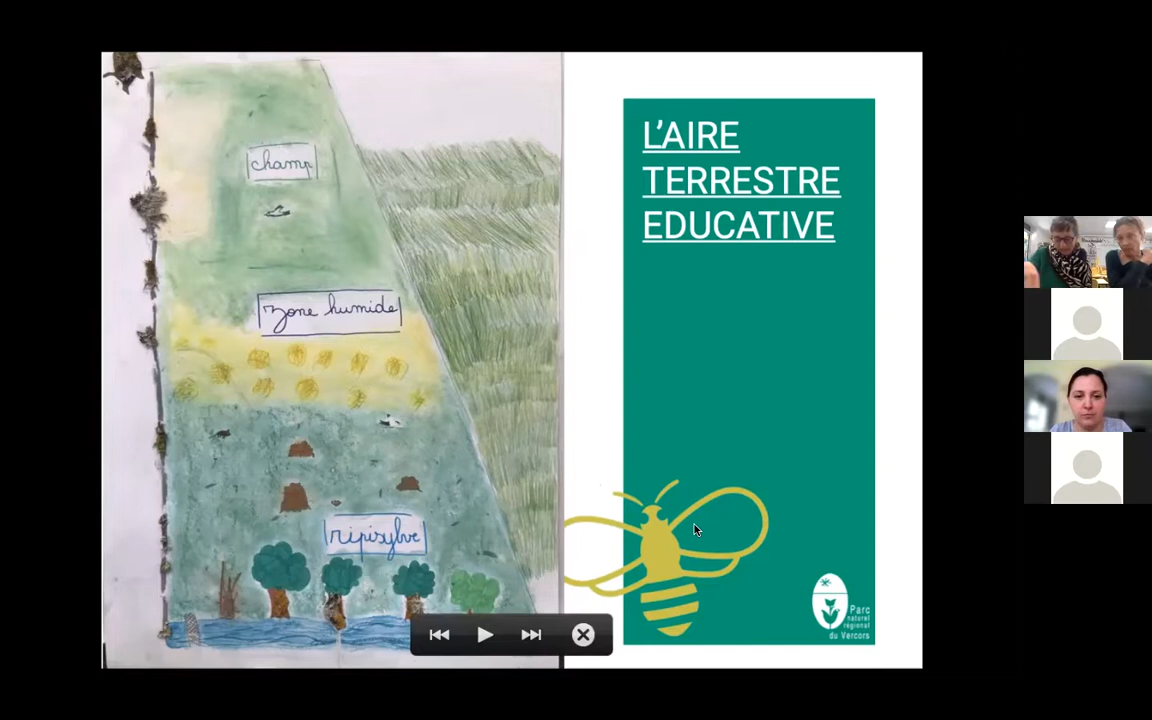 champ
zone humide
ripisylve
L'AIRE
TERRESTRE
EDUCATIVE
Parc
naturel
régional
du Vercors